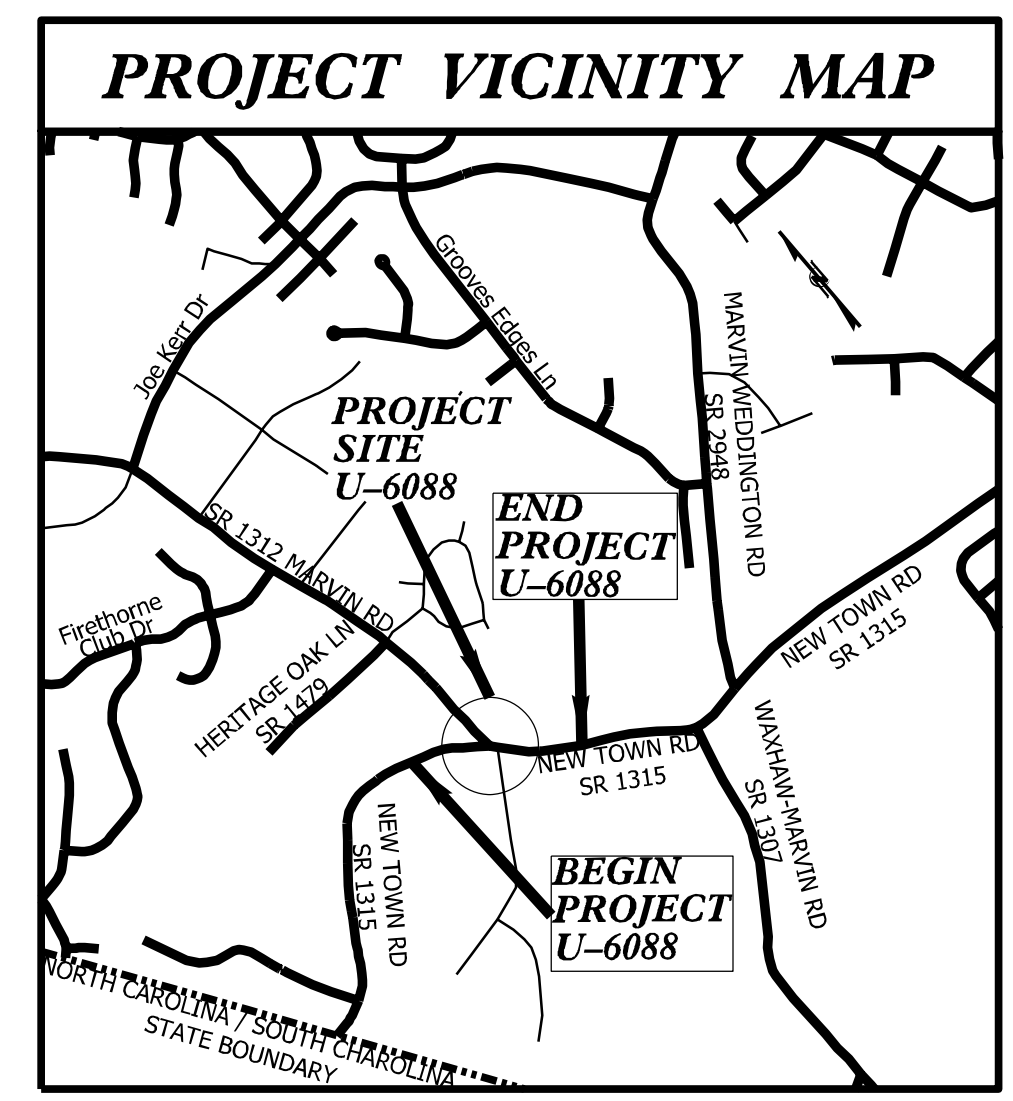 PROJECT VICINITY MAP
Grooves Edges Ln
Joe Kerr Dr
N
MARVIN WEDDINGTON RD
SR 2948
PROJECT
SITE
U–6088
END
PROJECT
U–6088
SR 1312 MARVIN RD
Firethorne
Club Dr
HERITAGE OAK LN
SR 1479
NEW TOWN RD
SR 1315
NEW TOWN RD
SR 1315
WAXHAW-MARVIN RD
SR 1307
NEW TOWN RD
SR 1315
BEGIN
PROJECT
U–6088
NORTH CAROLINA / SOUTH CHAROLINA
STATE BOUNDARY